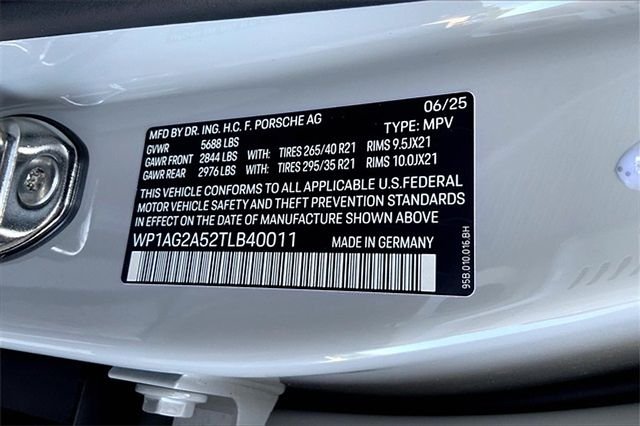 06/25
MFD BY DR. ING. H.C. F. PORSCHE AG TYPE: MPV
GVWR 5688 LBS
GAWR FRONT 2844 LBS WITH: TIRES 265/40 R21 RIMS 9.5JX21
GAWR REAR 2976 LBS WITH: TIRES 295/35 R21 RIMS 10.0JX21
THIS VEHICLE CONFORMS TO ALL APPLICABLE U.S.FEDERAL
MOTOR VEHICLE SAFETY AND THEFT PREVENTION STANDARDS
IN EFFECT ON THE DATE OF MANUFACTURE SHOWN ABOVE
WP1AG2A52TLB40011 MADE IN GERMANY
95B.010.016.BH